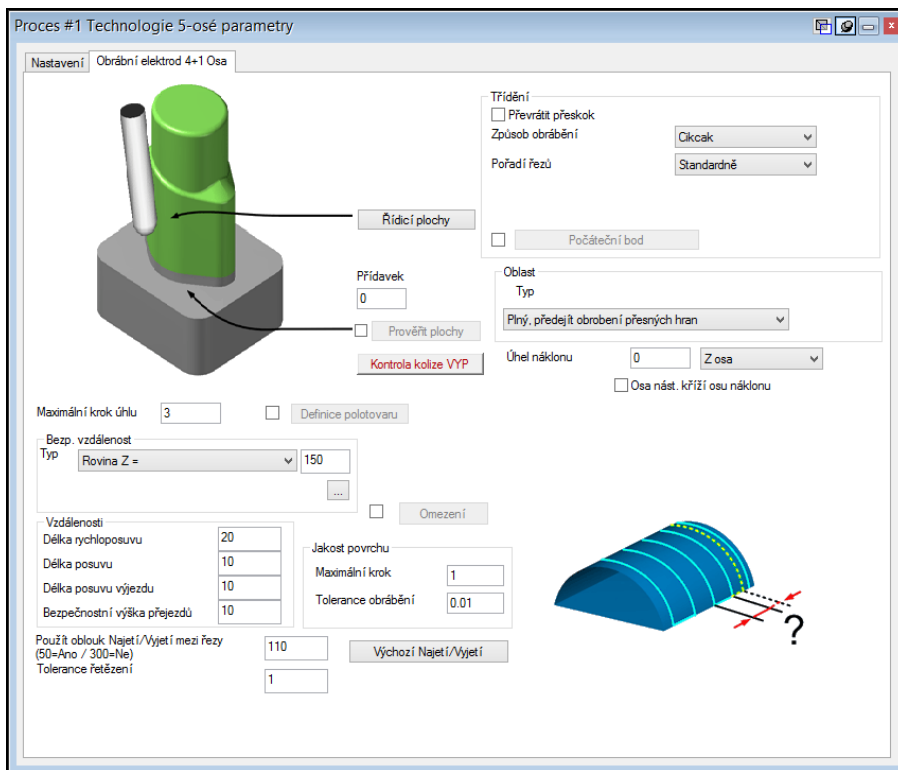 Proces #1 Technologie 5-osé parametry
Nastavení
Obrábní elektrod 4+1 Osa
Třídění
Převrátit přeskok
Způsob obrábění
Cikcak
Pořadí řezů
Standardně
Řídicí plochy
Počáteční bod
Přídavek
0
Oblast
Typ
Plný, předejít obrobení přesných hran
Prověřit plochy
Kontrola kolize VYP
Úhel náklonu
0
Z osa
Osa nást. kříží osu náklonu
Maximální krok úhlu
3
Definice polotovaru
Bezp. vzdálenost
Typ
Rovina Z =
150
...
Omezení
Vzdálenosti
Délka rychloposuvu
20
Délka posuvu
10
Délka posuvu výjezdu
10
Bezpečnostní výška přejezdů
10
Jakost povrchu
Maximální krok
1
Tolerance obrábění
0.01
?
Použít oblouk Najetí/Vyjetí mezi řezy
(50=Ano / 300=Ne)
110
Výchozí Najetí/Vyjetí
Tolerance řetězení
1